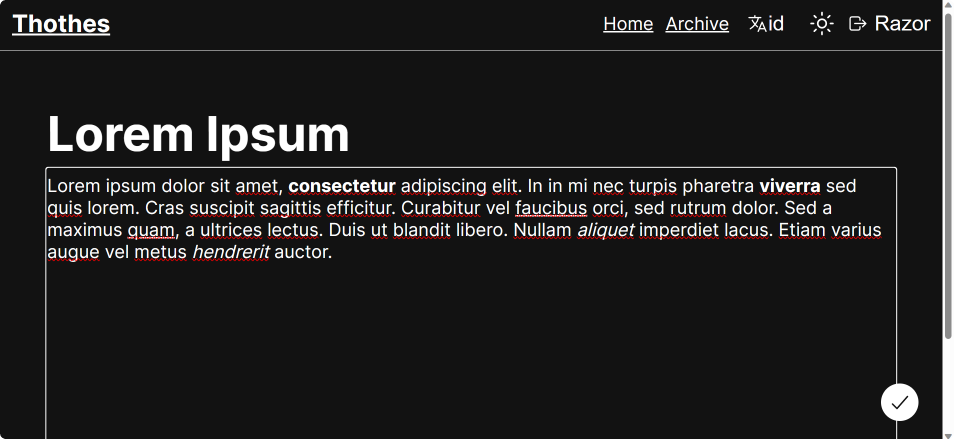 Thothes
Home Archive id Razor
Lorem Ipsum
Lorem ipsum dolor sit amet, consectetur adipiscing elit. In in mi nec turpis pharetra viverra sed
quis lorem. Cras suscipit sagittis efficitur. Curabitur vel faucibus orci, sed rutrum dolor. Sed a
maximus quam, a ultrices lectus. Duis ut blandit libero. Nullam aliquet imperdiet lacus. Etiam varius
augue vel metus hendrerit auctor.